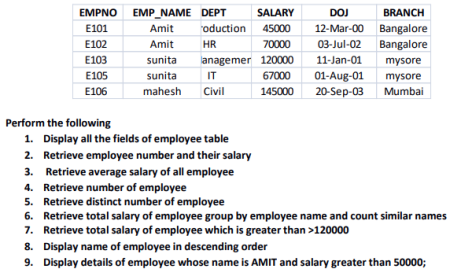 EMPNO EMP_NAME DEPT SALARY DOJ BRANCH
E101 Amit oduction 45000 12-Mar-00 Bangalore
E102 Amit HR 70000 03-Jul-02 Bangalore
E103 sunita anagemer 120000 11-Jan-01 mysore
E105 sunita IT 67000 01-Aug-01 mysore
E106 mahesh Civil 145000 20-Sep-03 Mumbai
Perform the following
1. Display all the fields of employee table
2. Retrieve employee number and their salary
3. Retrieve average salary of all employee
4. Retrieve number of employee
5. Retrieve distinct number of employee
6. Retrieve total salary of employee group by employee name and count similar names
7. Retrieve total salary of employee which is greater than >120000
8. Display name of employee in descending order
9. Display details of employee whose name is AMIT and salary greater than 50000;